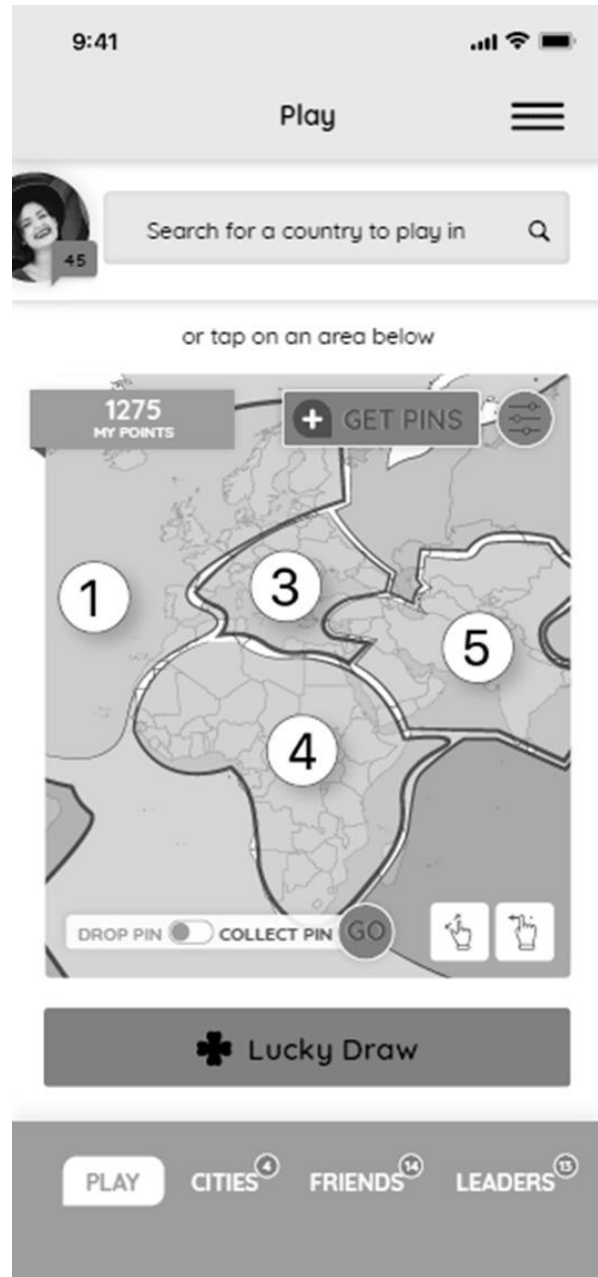 9:41
Play
Search for a country to play in
45
or tap on an area below
1275
MY POINTS
GET PINS
1
3
5
4
DROP PIN
COLLECT PIN
GO
Lucky Draw
PLAY
CITIES 4
FRIENDS 14
LEADERS 13